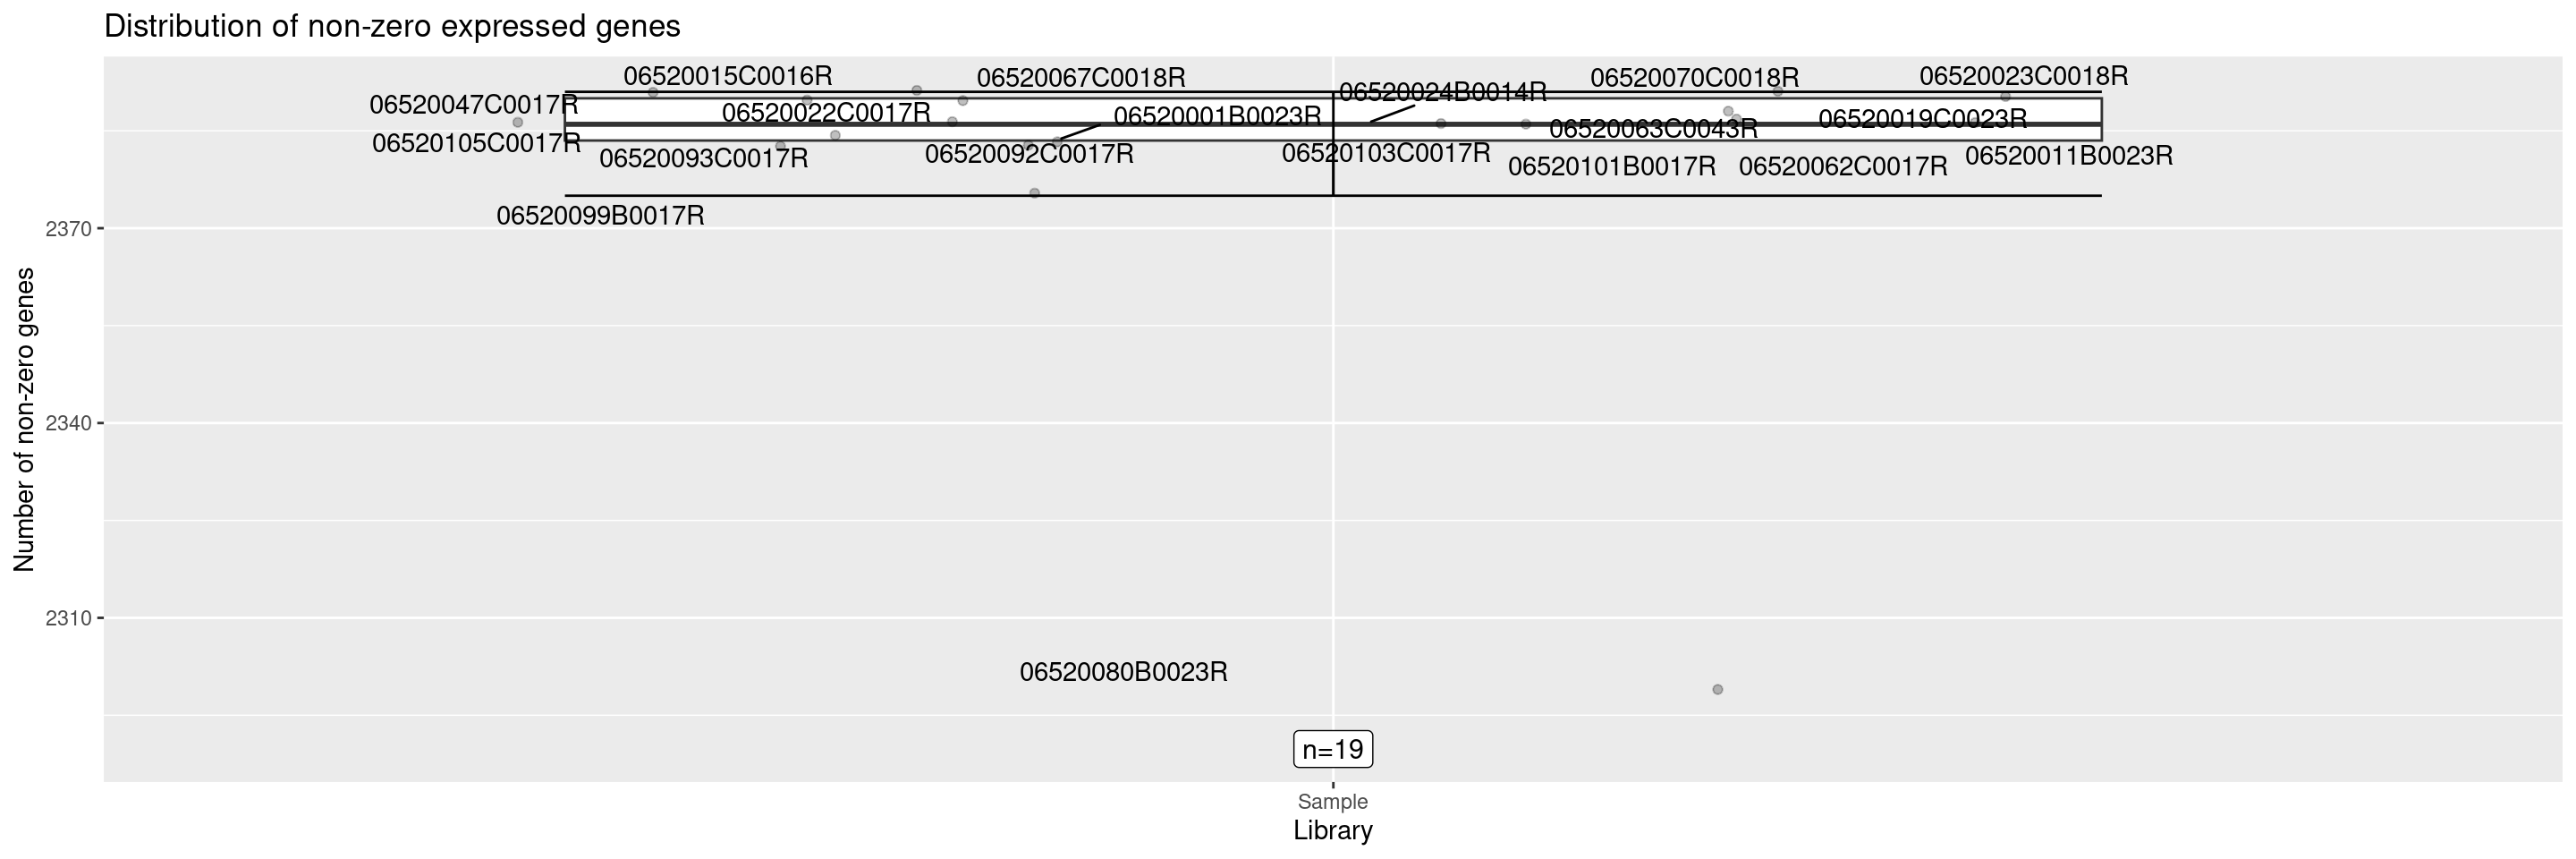 Distribution of non-zero expressed genes
06520015C0016R
06520067C0018R
06520070C0018R
06520023C0018R
06520024B0014R
06520047C0017R
06520022C0017R
06520001B0023R
06520019C0023R
06520063C0043R
06520105C0017R
06520093C0017R
06520092C0017R
06520103C0017R
06520011B0023R
06520101B0017R
06520062C0017R
06520099B0017R
06520080B0023R
2370
2340
2310
Number of non-zero genes
n=19
Sample
Library